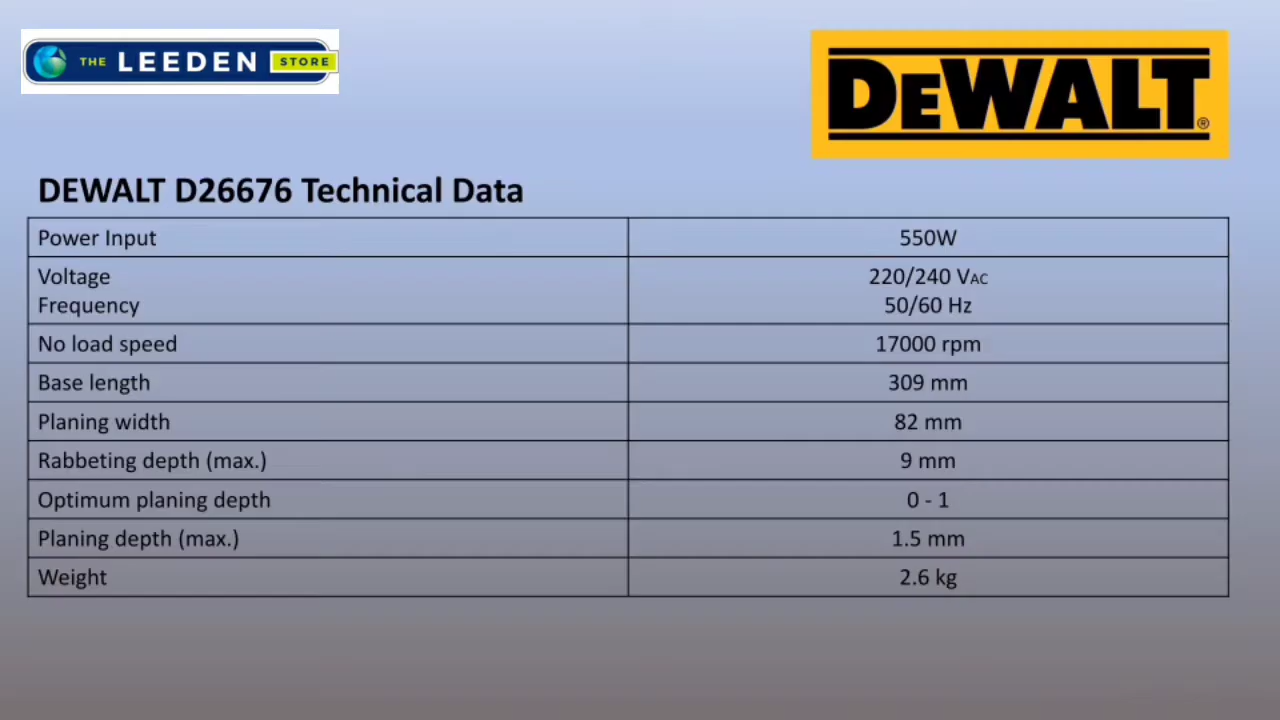 THE LEEDEN STORE
DEWALT®
DEWALT D26676 Technical Data
Power Input 550W
Voltage 220/240 VAC
Frequency 50/60 Hz
No load speed 17000 rpm
Base length 309 mm
Planing width 82 mm
Rabbeting depth (max.) 9 mm
Optimum planing depth 0 - 1
Planing depth (max.) 1.5 mm
Weight 2.6 kg